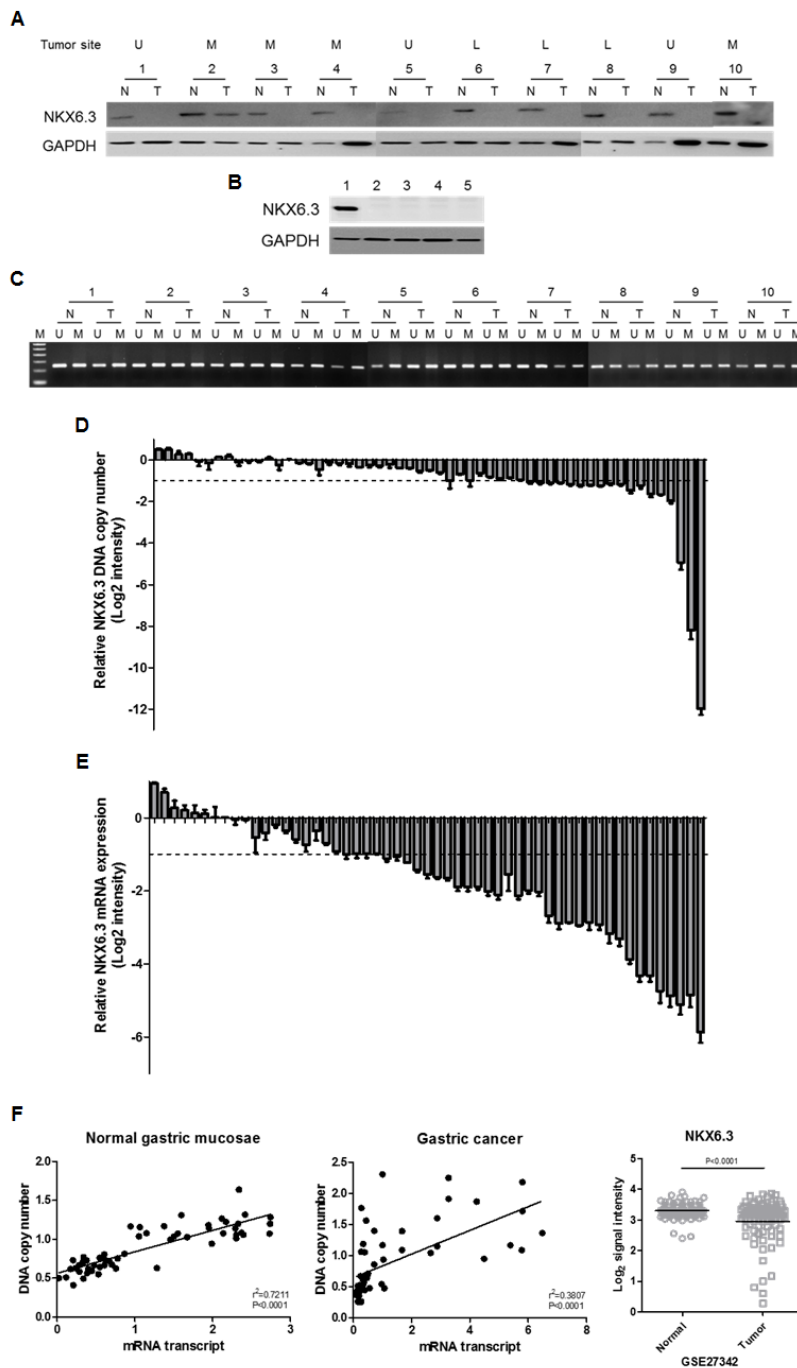 A
Tumor site U M M M U L L L U M
1 2 3 4 5 6 7 8 9 10
N T N T N T N T N T N T N T N T N T N T
NKX6.3
GAPDH
B
1 2 3 4 5
NKX6.3
GAPDH
C
1 2 3 4 5 6 7 8 9 10
N T N T N T N T N T N T N T N T N T N T
M U M U M U M U M U M U M U M U M U M U M U M U M U M U M U M U M U M U M U M U M
D
0
-2
-4
-6
-8
-10
-12
Relative NKX6.3 DNA copy number
(Log2 intensity)
E
0
-2
-4
-6
Relative NKX6.3 mRNA expression
(Log2 intensity)
F
Normal gastric mucosae
DNA copy number
2.0
1.5
1.0
0.5
0.0
0 1 2 3
mRNA transcript
r²=0.7211
P<0.0001
Gastric cancer
DNA copy number
2.5
2.0
1.5
1.0
0.5
0.0
0 2 4 6 8
mRNA transcript
r²=0.3807
P<0.0001
NKX6.3
P<0.0001
Log₂ signal intensity
5
4
3
2
1
0
Normal
Tumor
GSE27342